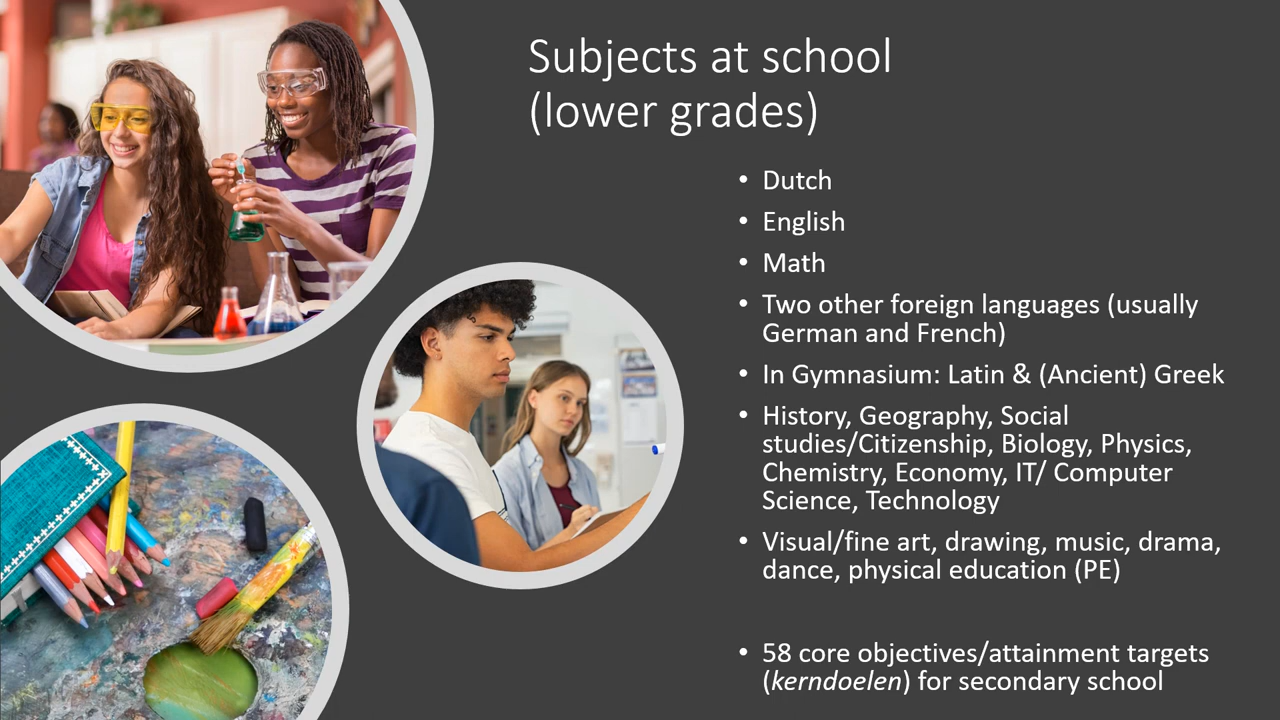 Subjects at school
(lower grades)
• Dutch
• English
• Math
• Two other foreign languages (usually
German and French)
• In Gymnasium: Latin & (Ancient) Greek
• History, Geography, Social
studies/Citizenship, Biology, Physics,
Chemistry, Economy, IT/ Computer
Science, Technology
• Visual/fine art, drawing, music, drama,
dance, physical education (PE)
• 58 core objectives/attainment targets
(kerndoelen) for secondary school